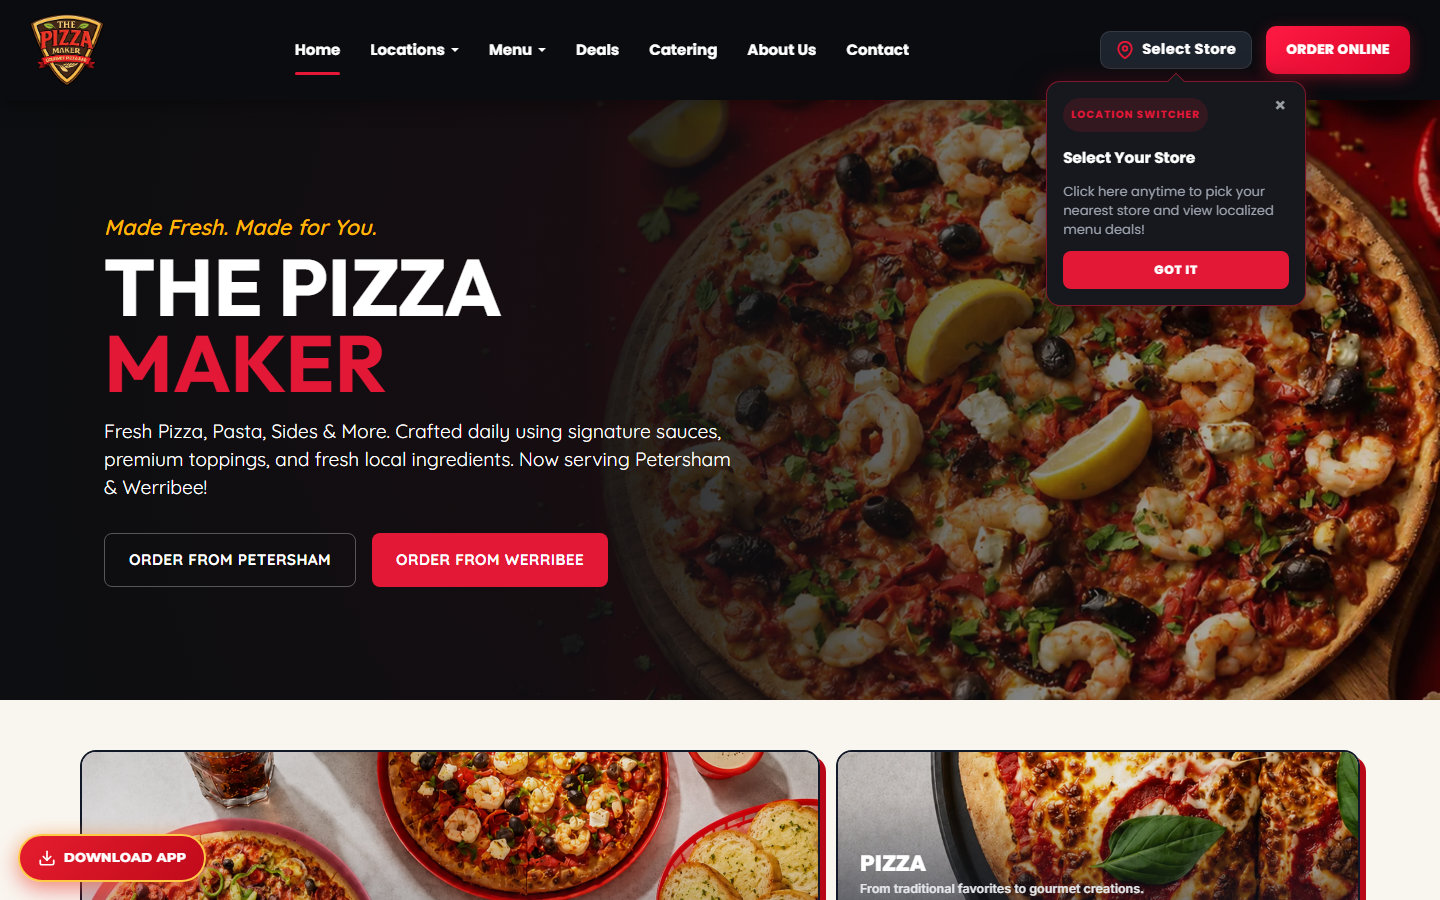 THE
PIZZA
MAKER
Home
Locations
Menu
Deals
Catering
About Us
Contact
Select Store
ORDER ONLINE
LOCATION SWITCHER
×
Select Your Store
Click here anytime to pick your
nearest store and view localized
menu deals!
GOT IT
Made Fresh. Made for You.
THE PIZZA
MAKER
Fresh Pizza, Pasta, Sides & More. Crafted daily using signature sauces,
premium toppings, and fresh local ingredients. Now serving Petersham
& Werribee!
ORDER FROM PETERSHAM
ORDER FROM WERRIBEE
DOWNLOAD APP
PIZZA
From traditional favorites to gourmet creations.